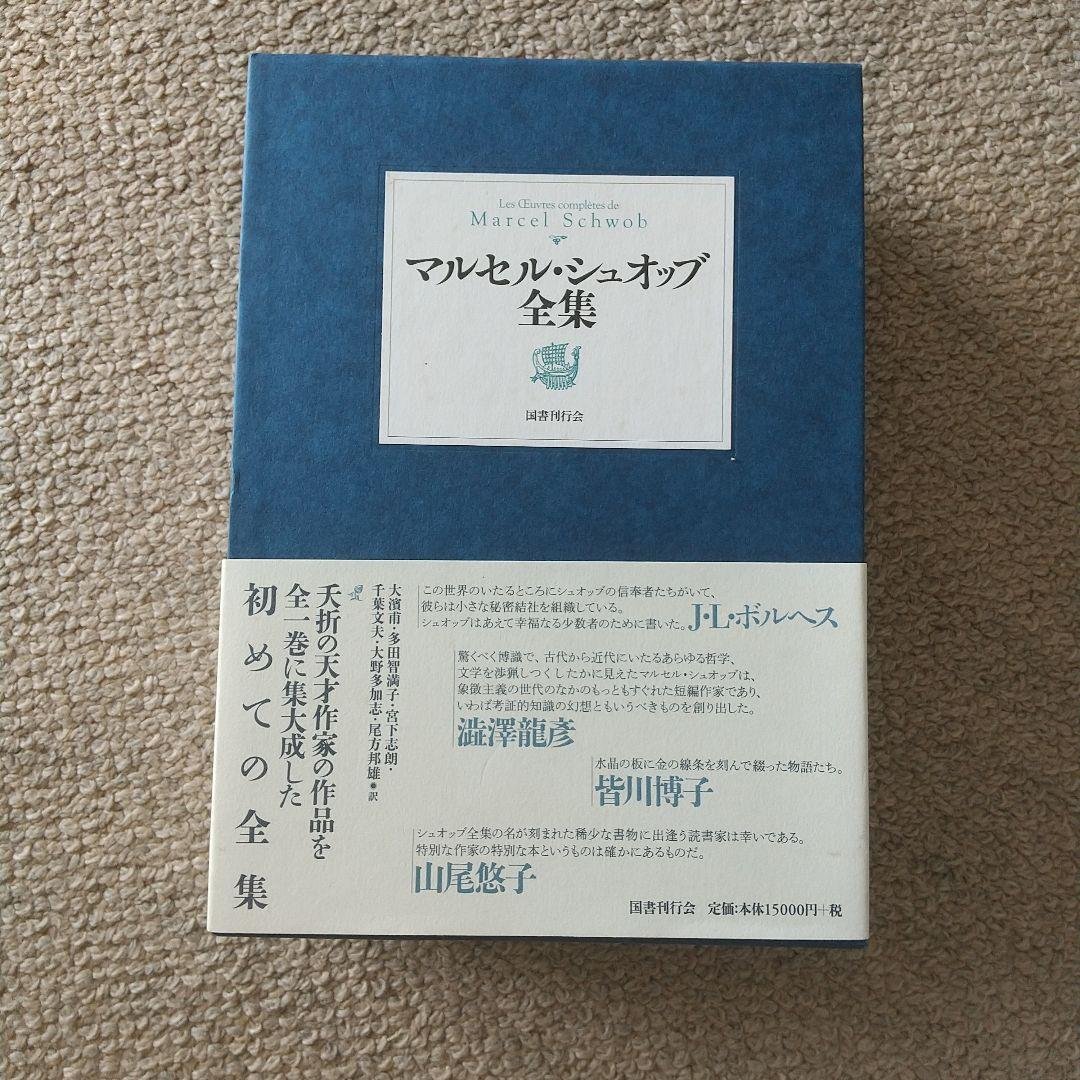 Les Œuvres complètes de
Marcel Schwob
マルセル・シュオッブ
全集
国書刊行会
この世界のいたるところにシュオッブの信奉者たちがいて、
彼らは小さな秘密結社を組織している。
シュオッブはあえて幸福なる少数者のために書いた。
J・L・ボルヘス
驚くべく博識で、古代から近代にいたるあらゆる哲学、
文学を渉猟しつくしたかに見えたマルセル・シュオッブは、
象徴主義の世代のなかのもっともすぐれた短編作家であり、
いわば考証的知識の幻想ともいうべきものを創り出した。
澁澤龍彥
水晶の板に金の線条を刻んで綴った物語たち。
皆川博子
シュオッブ全集の名が刻まれた稀少な書物に出逢う読書家は幸いである。
特別な作家の特別な本というものは確かにあるものだ。
山尾悠子
大濱甫・多田智満子・宮下志朗・
千葉文夫・大野多加志・尾方邦雄●訳
夭折の天才作家の作品を
全一巻に集大成した
初めての全集
国書刊行会 定価:本体15000円+税